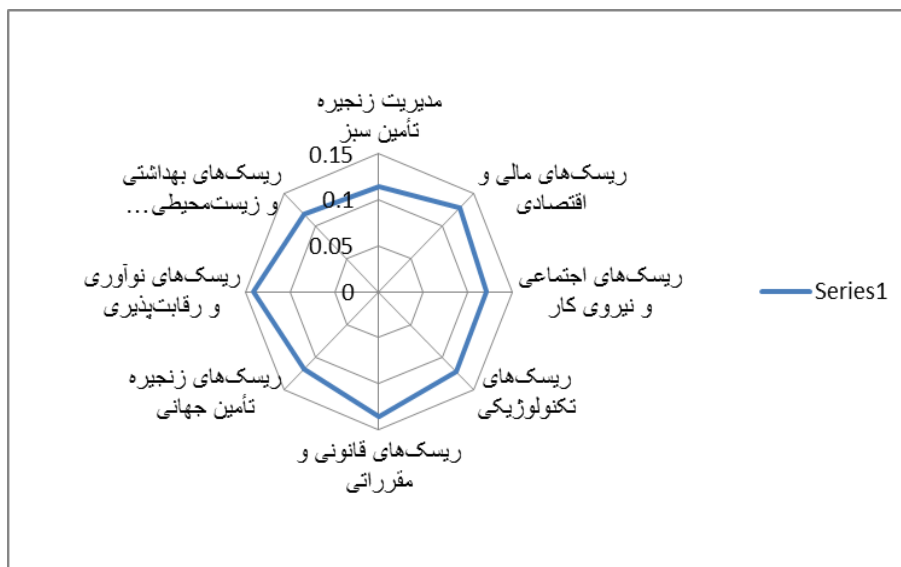 مدیریت زنجیره
تأمین سبز
ریسک‌های مالی و
اقتصادی
ریسک‌های اجتماعی
و نیروی کار
ریسک‌های
تکنولوژیکی
ریسک‌های قانونی و
مقرراتی
ریسک‌های زنجیره
تأمین جهانی
ریسک‌های نوآوری
و رقابت‌پذیری
ریسک‌های بهداشتی
و زیست‌محیطی...
0.15
0.1
0.05
0
Series1